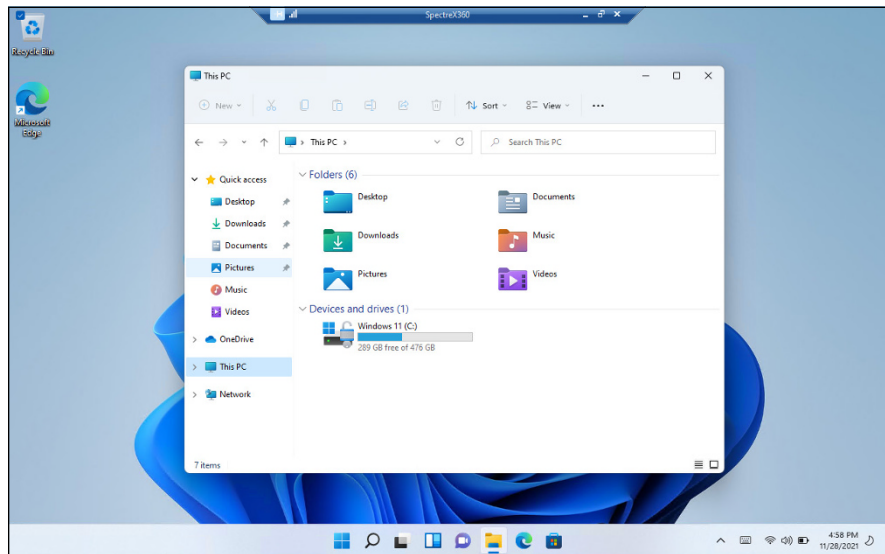 SpectreX360
Recycle Bin
Microsoft
Edge
This PC
New
Sort
View
This PC
Search This PC
Quick access
Desktop
Downloads
Documents
Pictures
Music
Videos
OneDrive
This PC
Network
Folders (6)
Desktop
Documents
Downloads
Music
Pictures
Videos
Devices and drives (1)
Windows 11 (C:)
289 GB free of 476 GB
7 items
4:58 PM
11/28/2021